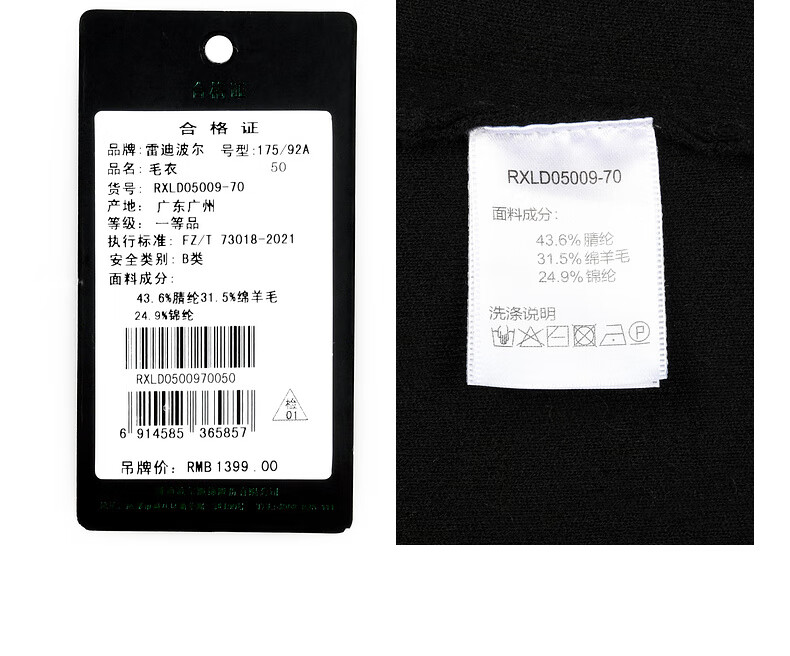 合格证
合格证
品牌:雷迪波尔 号型:175/92A
品名:毛衣 50
货号: RXLD05009-70
产地: 广东广州
等级: 一等品
执行标准: FZ/T 73018-2021
安全类别: B类
面料成分:
43.6%腈纶31.5%绵羊毛
24.9%锦纶
RXLD0500970050
检
01
6 914585 365857
吊牌价: RMB1399.00
RXLD05009-70
面料成分:
43.6%腈纶
31.5%绵羊毛
24.9%锦纶
洗涤说明
P